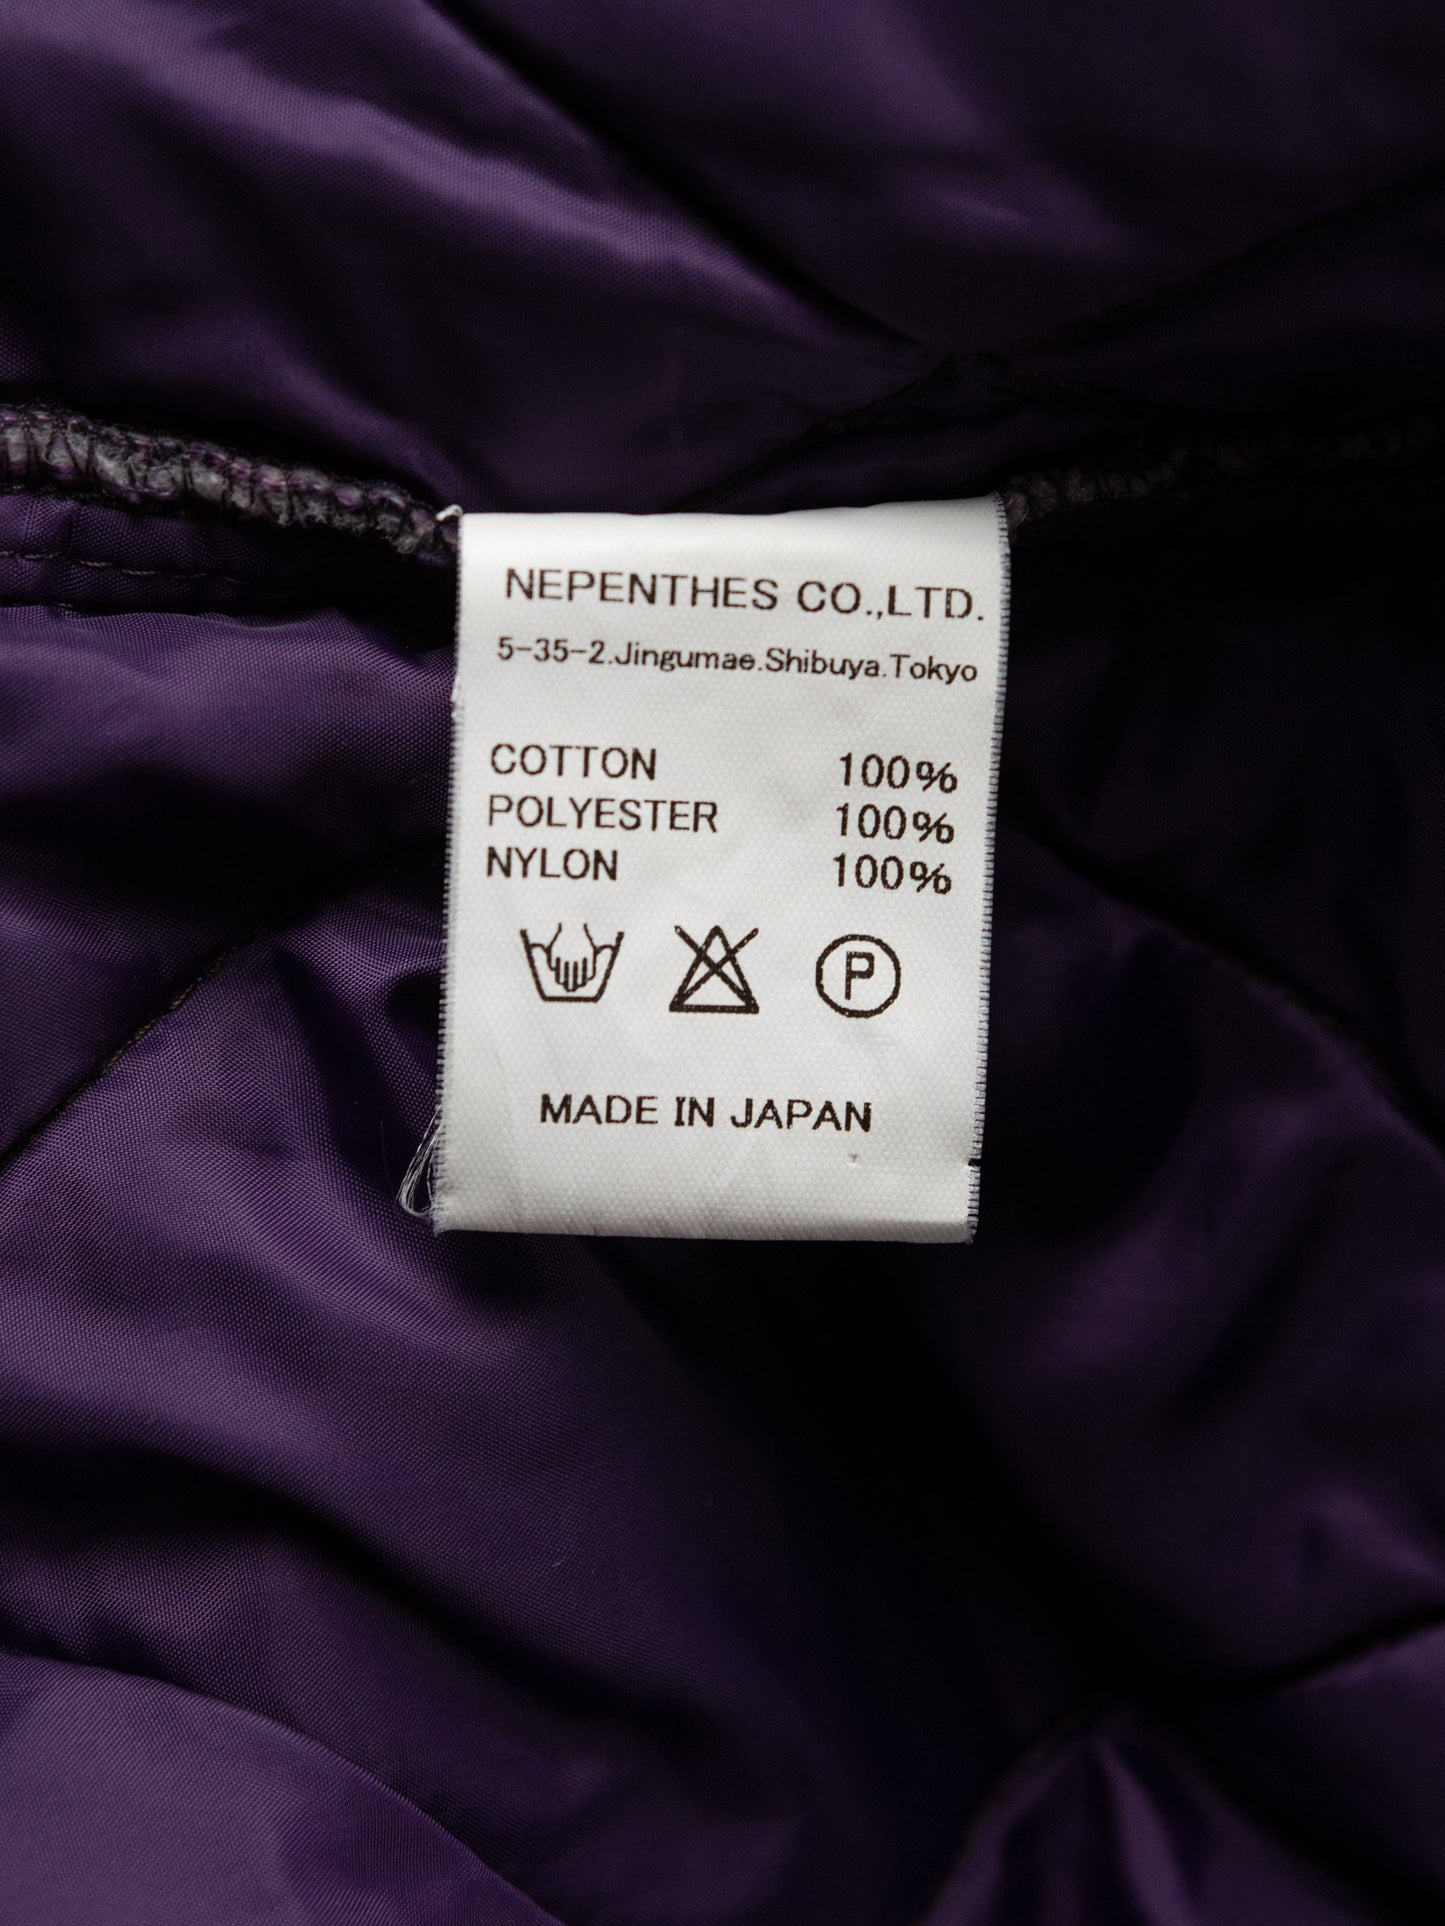 NEPENTHES CO.,LTD.
5-35-2.Jingumae.Shibuya.Tokyo
COTTON 100%
POLYESTER 100%
NYLON 100%
P
MADE IN JAPAN